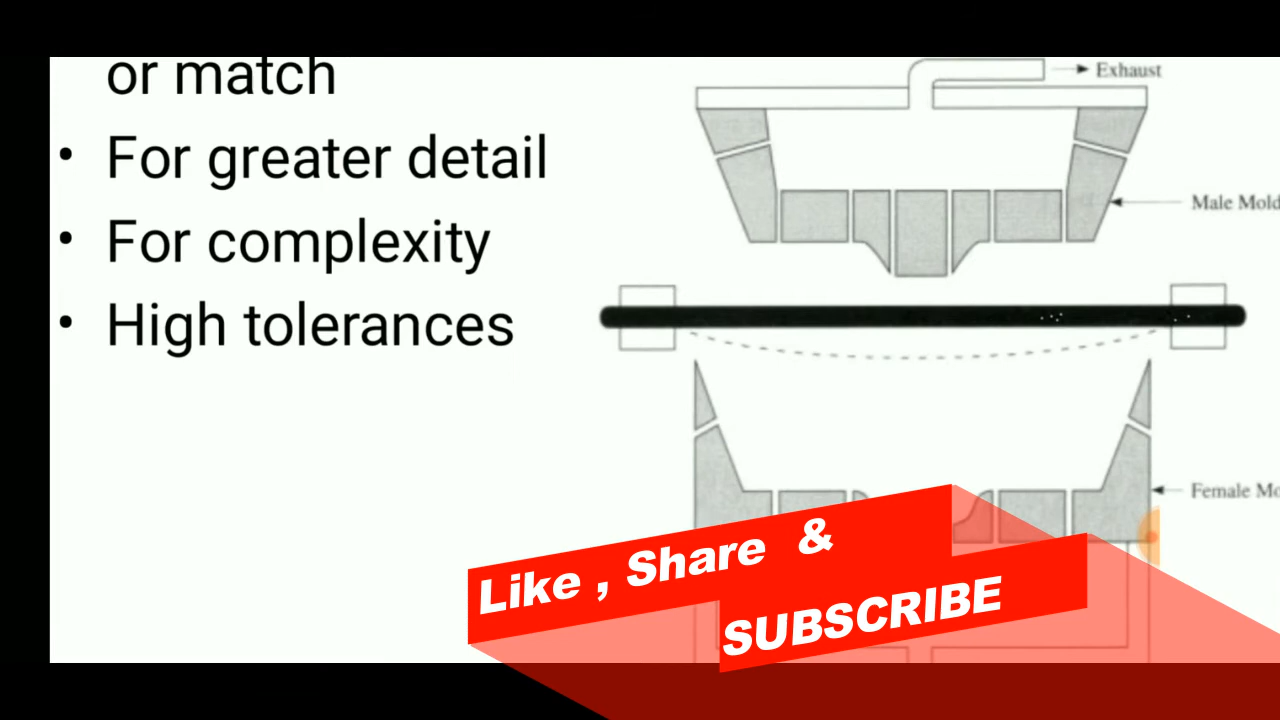 or match
• For greater detail
• For complexity
• High tolerances
Exhaust
Male Mold
Female Mo
Like , Share &
SUBSCRIBE